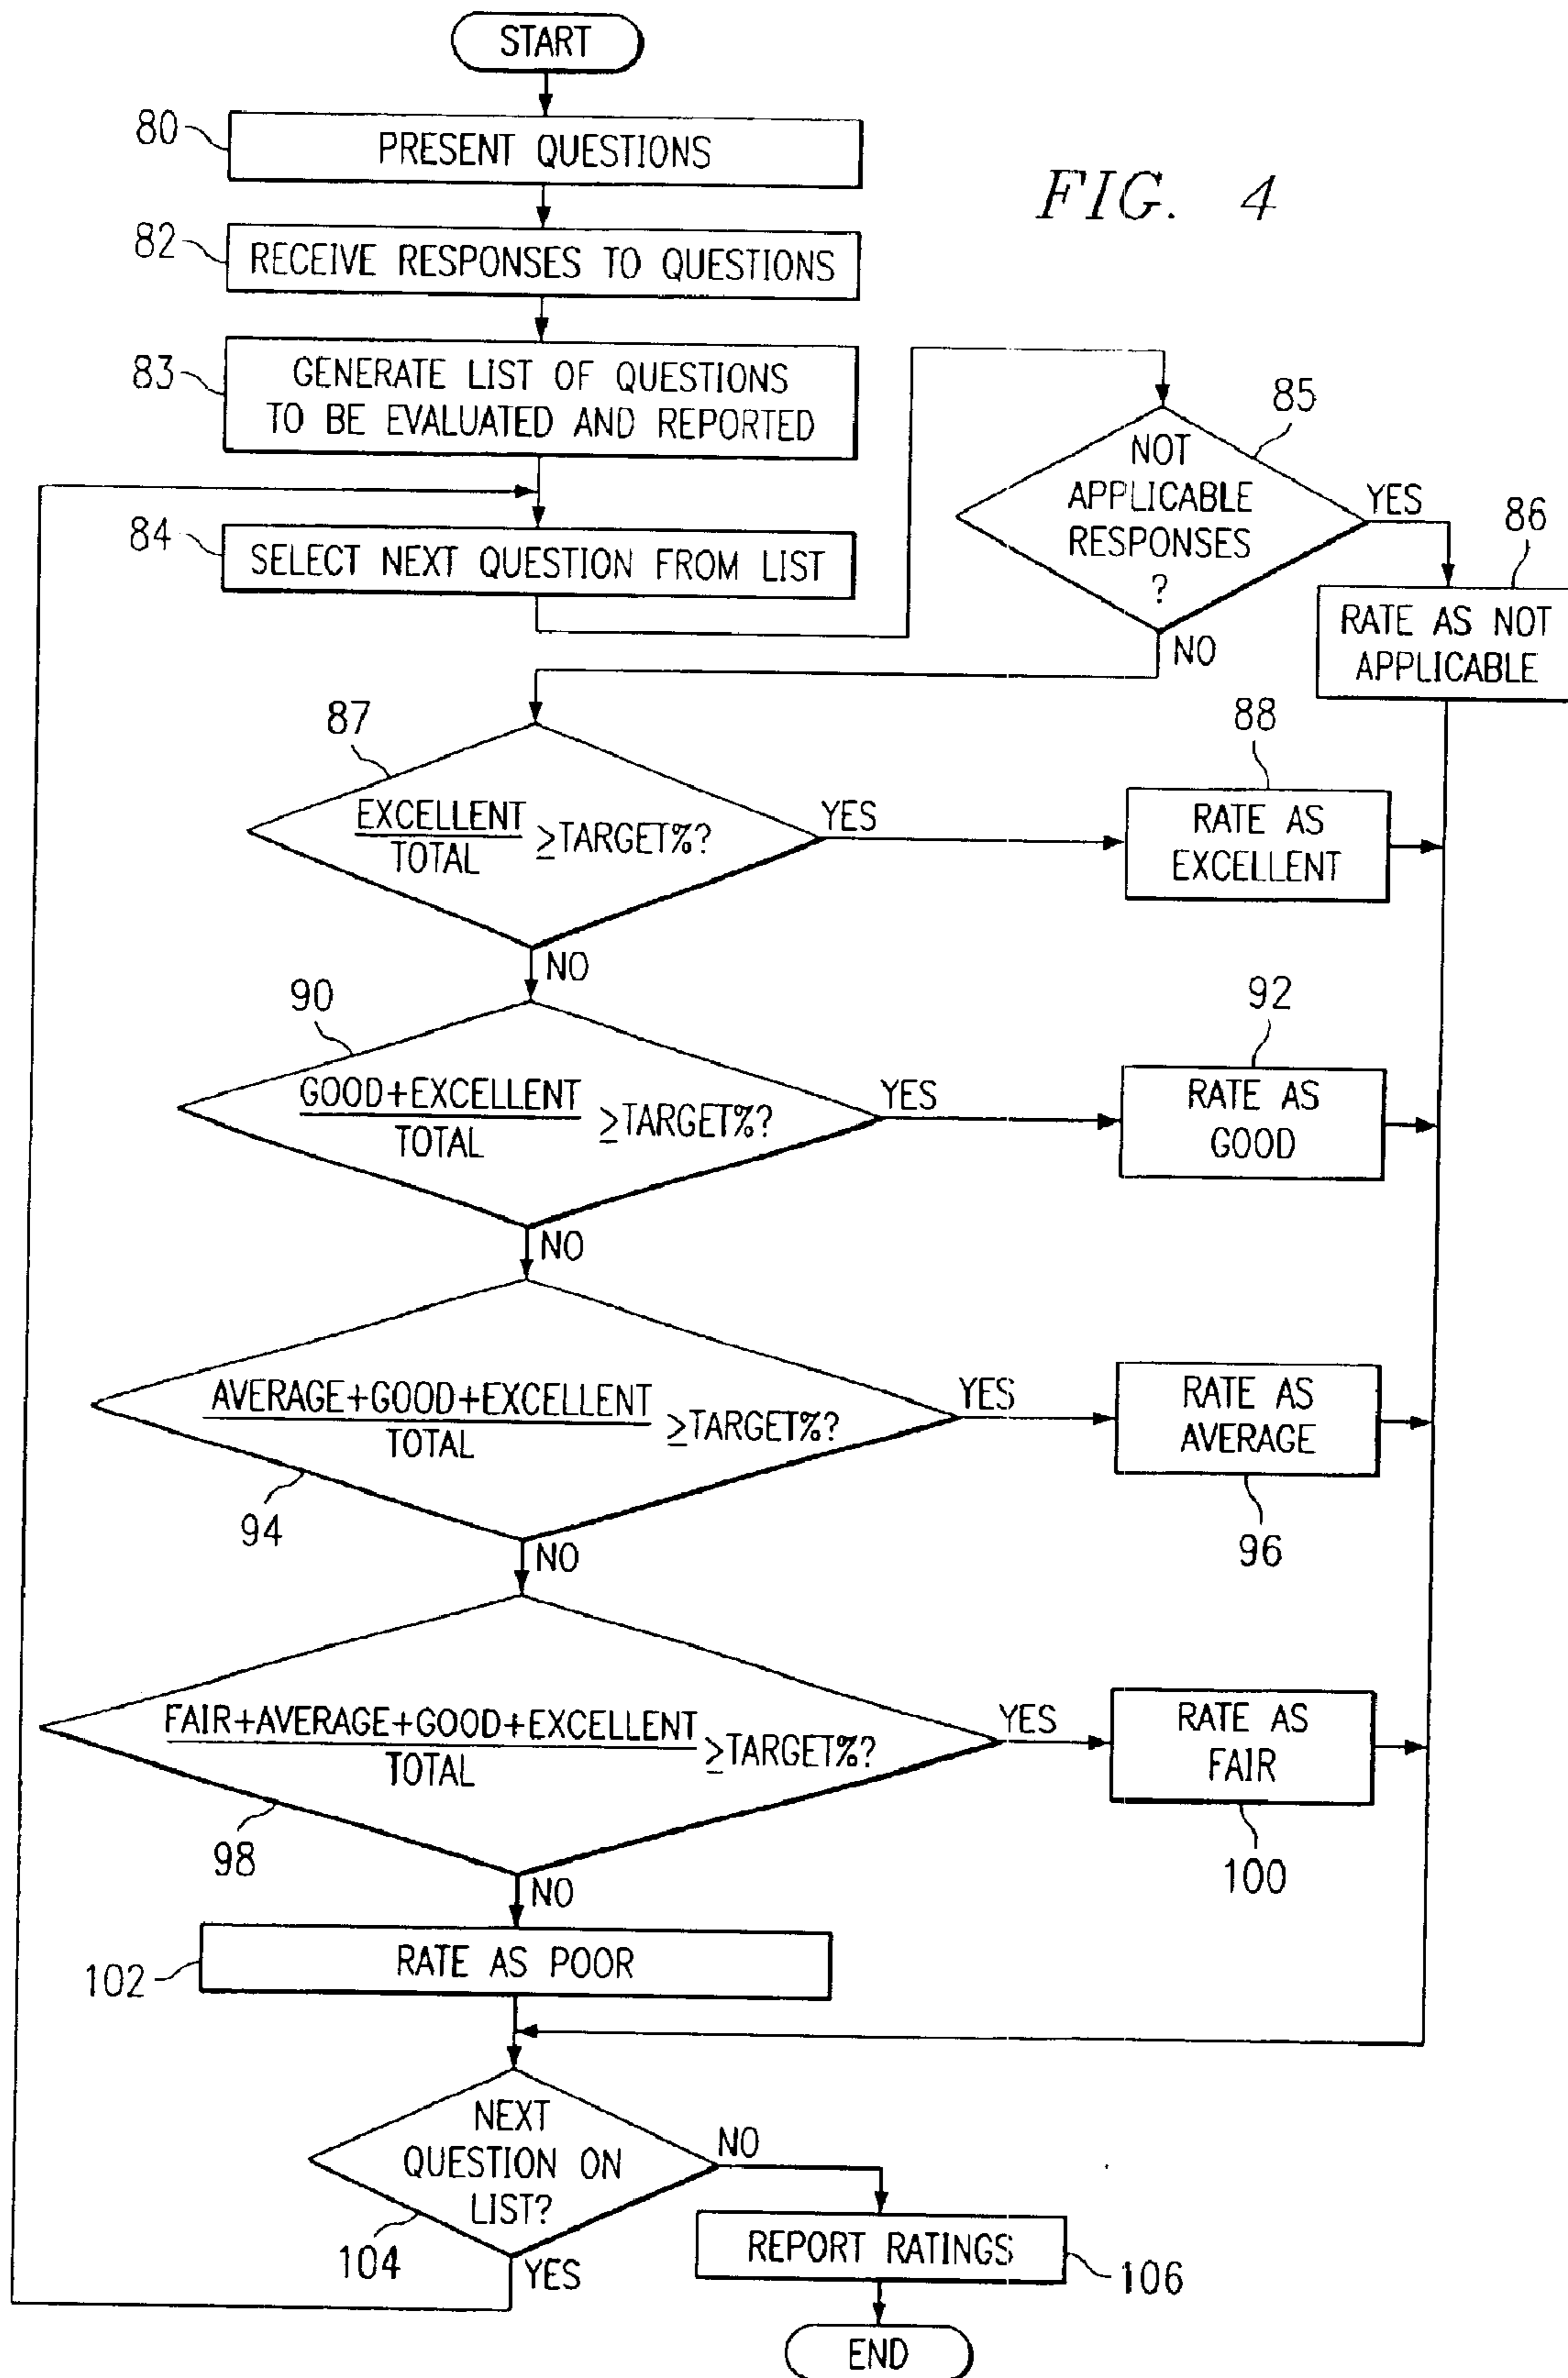 START
80
PRESENT QUESTIONS
FIG. 4
82
RECEIVE RESPONSES TO QUESTIONS
83
GENERATE LIST OF QUESTIONS
TO BE EVALUATED AND REPORTED
85
NOT
APPLICABLE
RESPONSES
?
YES
NO
84
SELECT NEXT QUESTION FROM LIST
86
RATE AS NOT
APPLICABLE
87
EXCELLENT
TOTAL
≥TARGET%?
YES
NO
88
RATE AS
EXCELLENT
90
GOOD+EXCELLENT
TOTAL
≥TARGET%?
YES
NO
92
RATE AS
GOOD
AVERAGE+GOOD+EXCELLENT
TOTAL
≥TARGET%?
YES
94
NO
RATE AS
AVERAGE
96
FAIR+AVERAGE+GOOD+EXCELLENT
TOTAL
≥TARGET%?
YES
98
NO
RATE AS
FAIR
100
RATE AS POOR
102
NEXT
QUESTION ON
LIST?
NO
104
YES
REPORT RATINGS
106
END